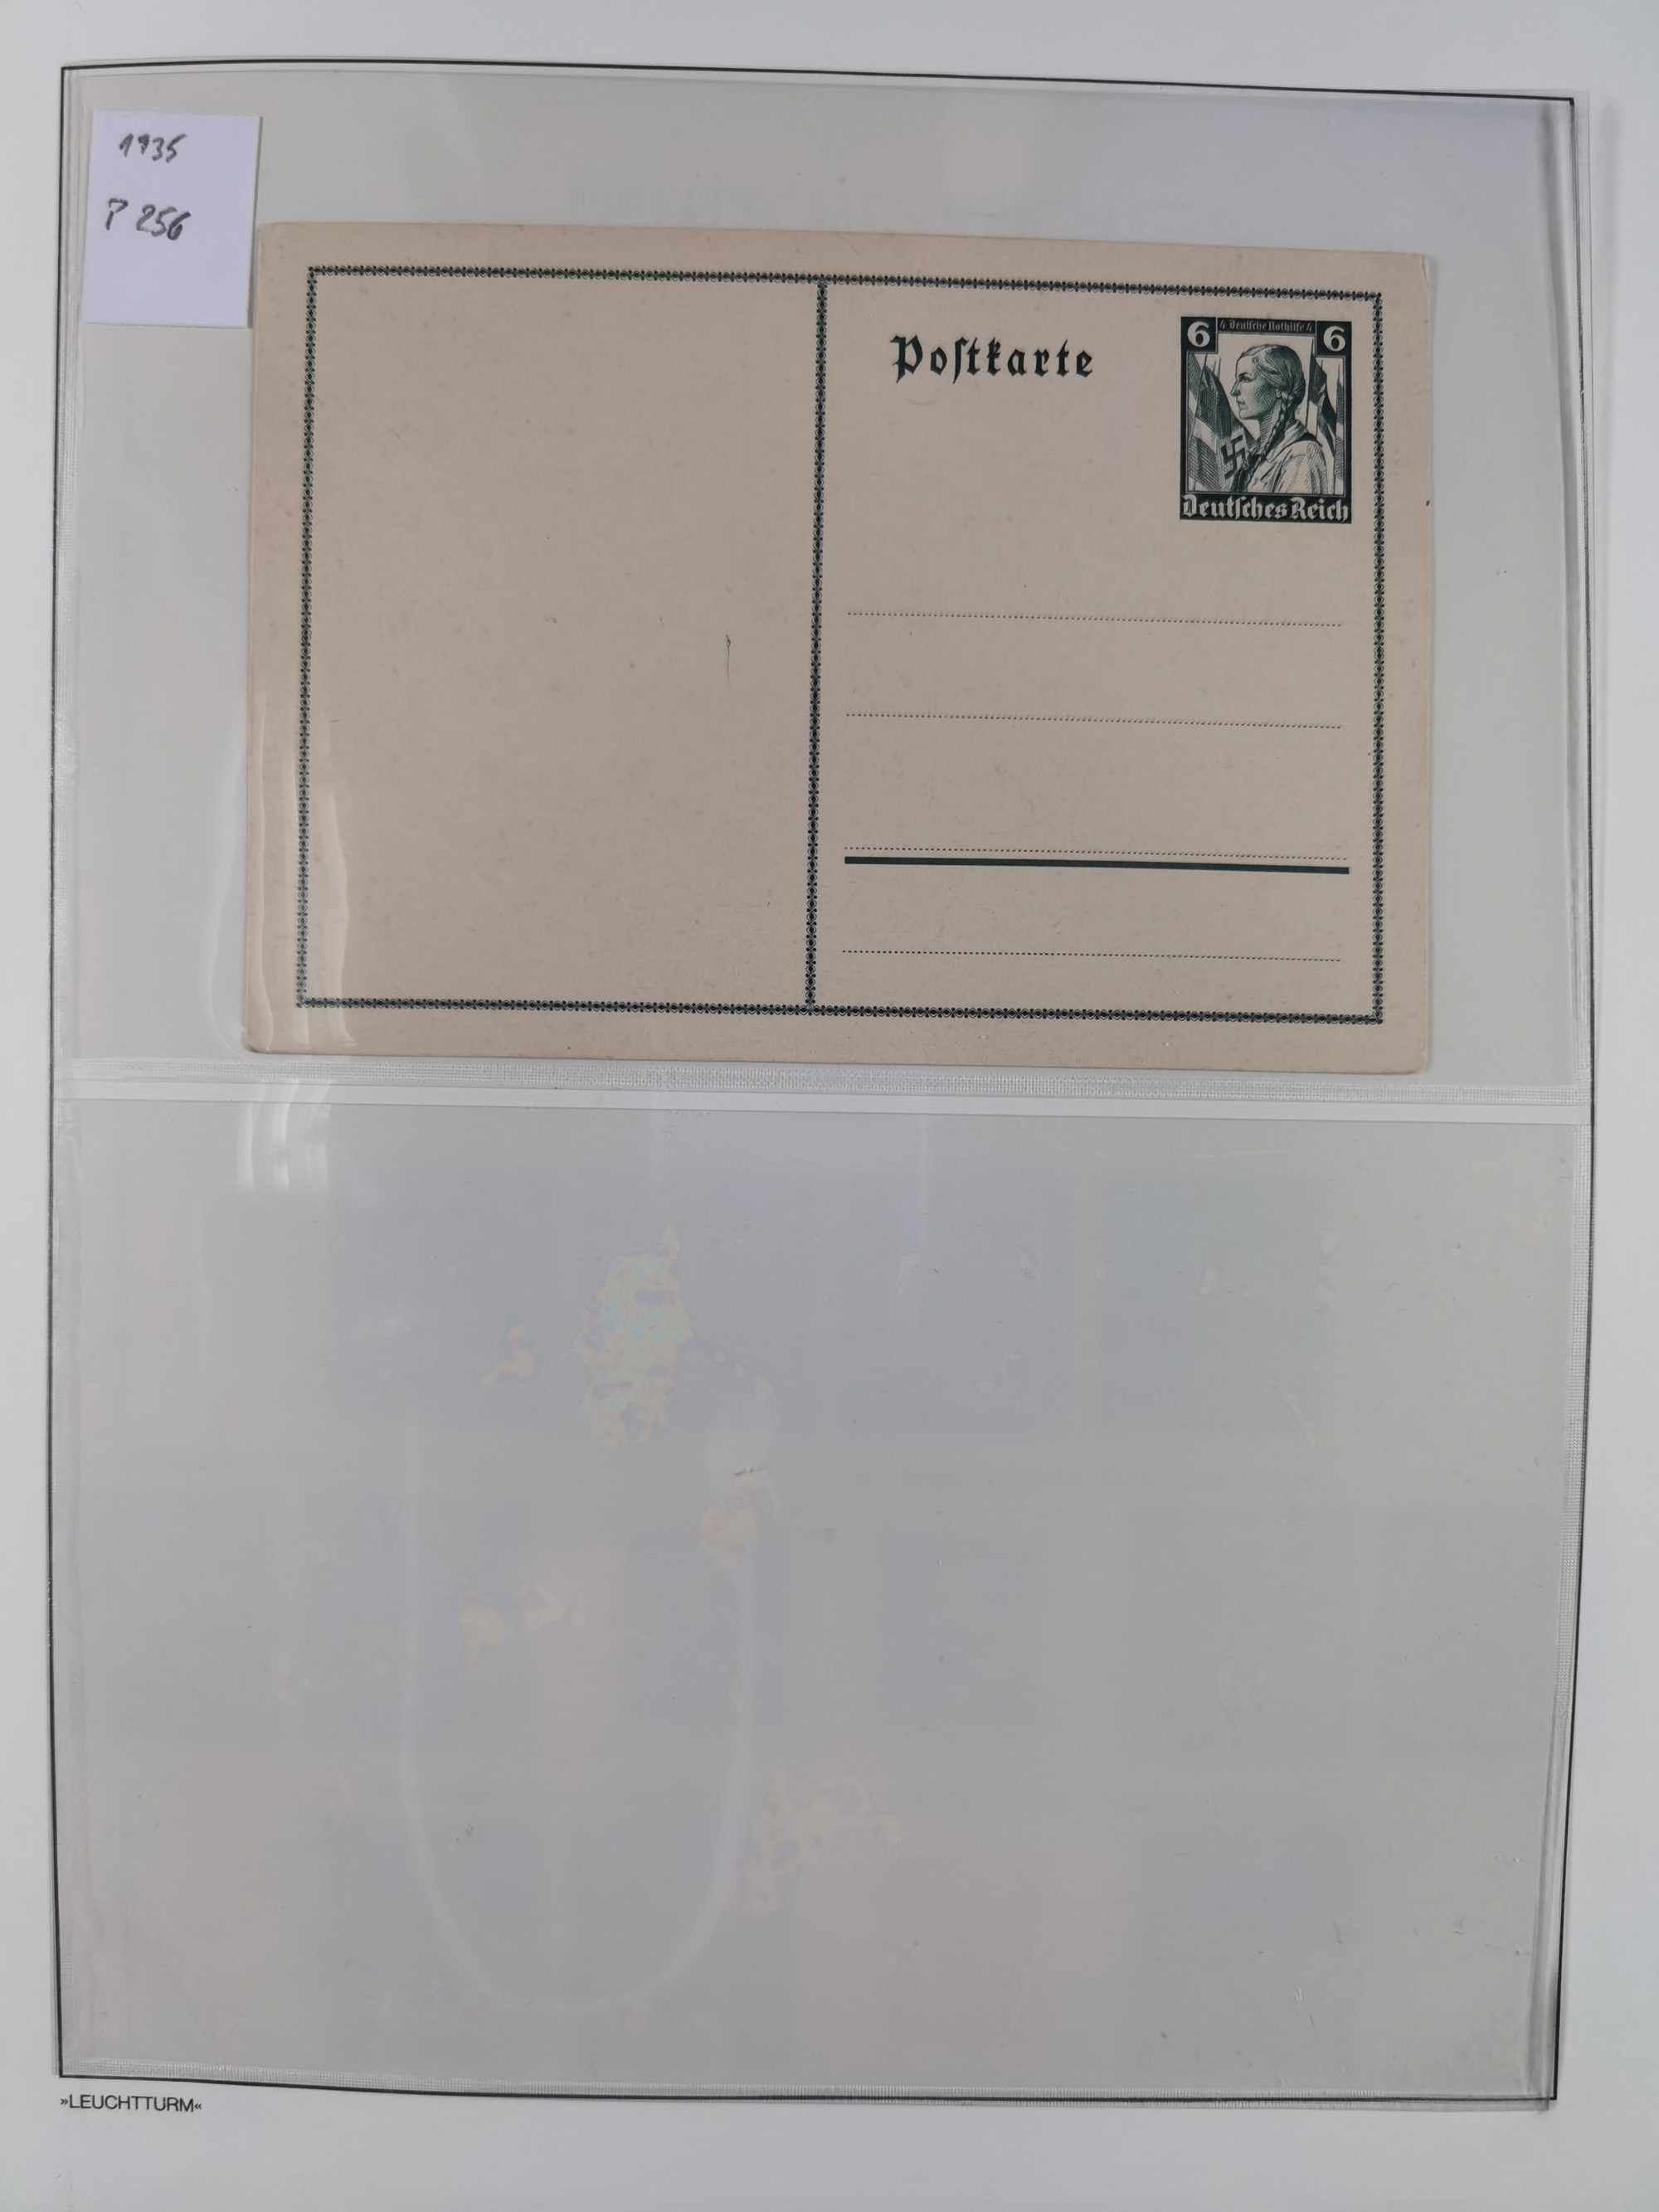 1935
P 256
Poſtkarte
6 4 Deutſche Nothilfe 4 6
Deutſches Reich
»LEUCHTTURM«